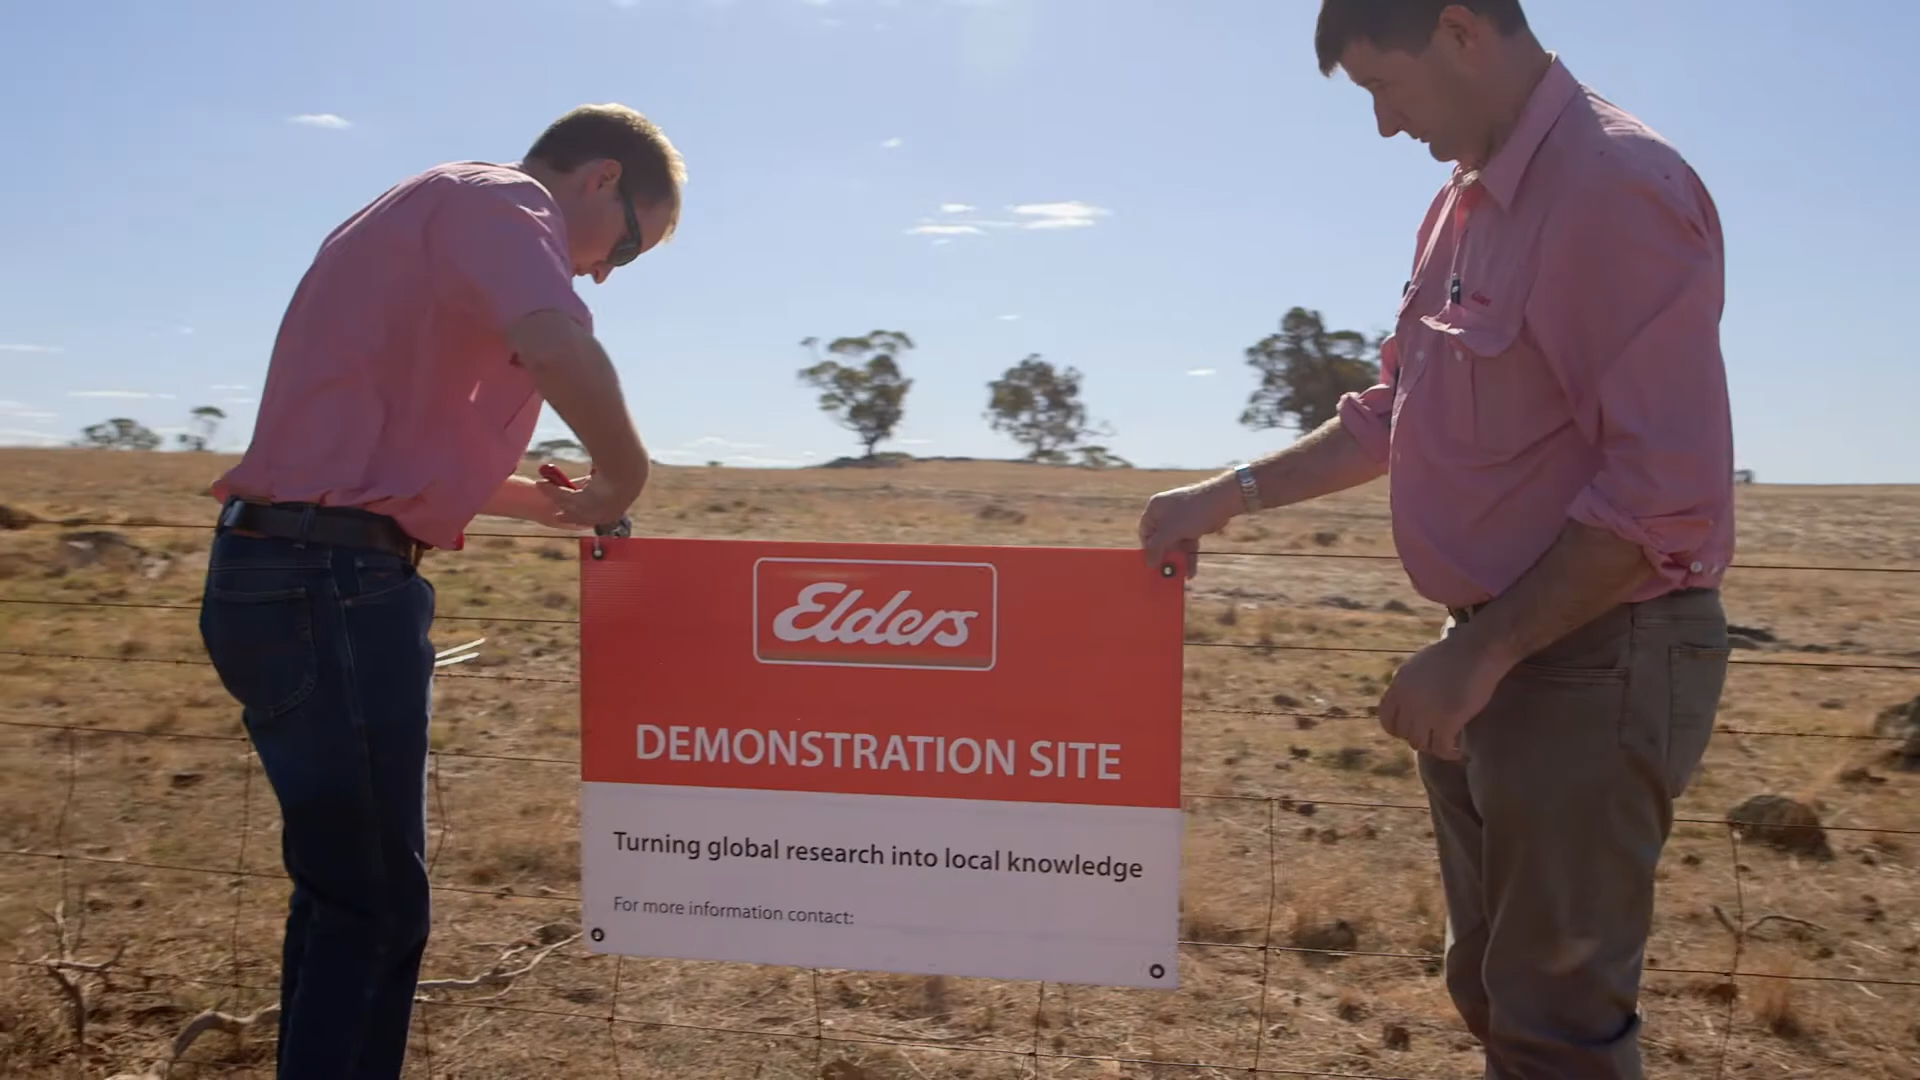 Elders
DEMONSTRATION SITE
Turning global research into local knowledge
For more information contact: